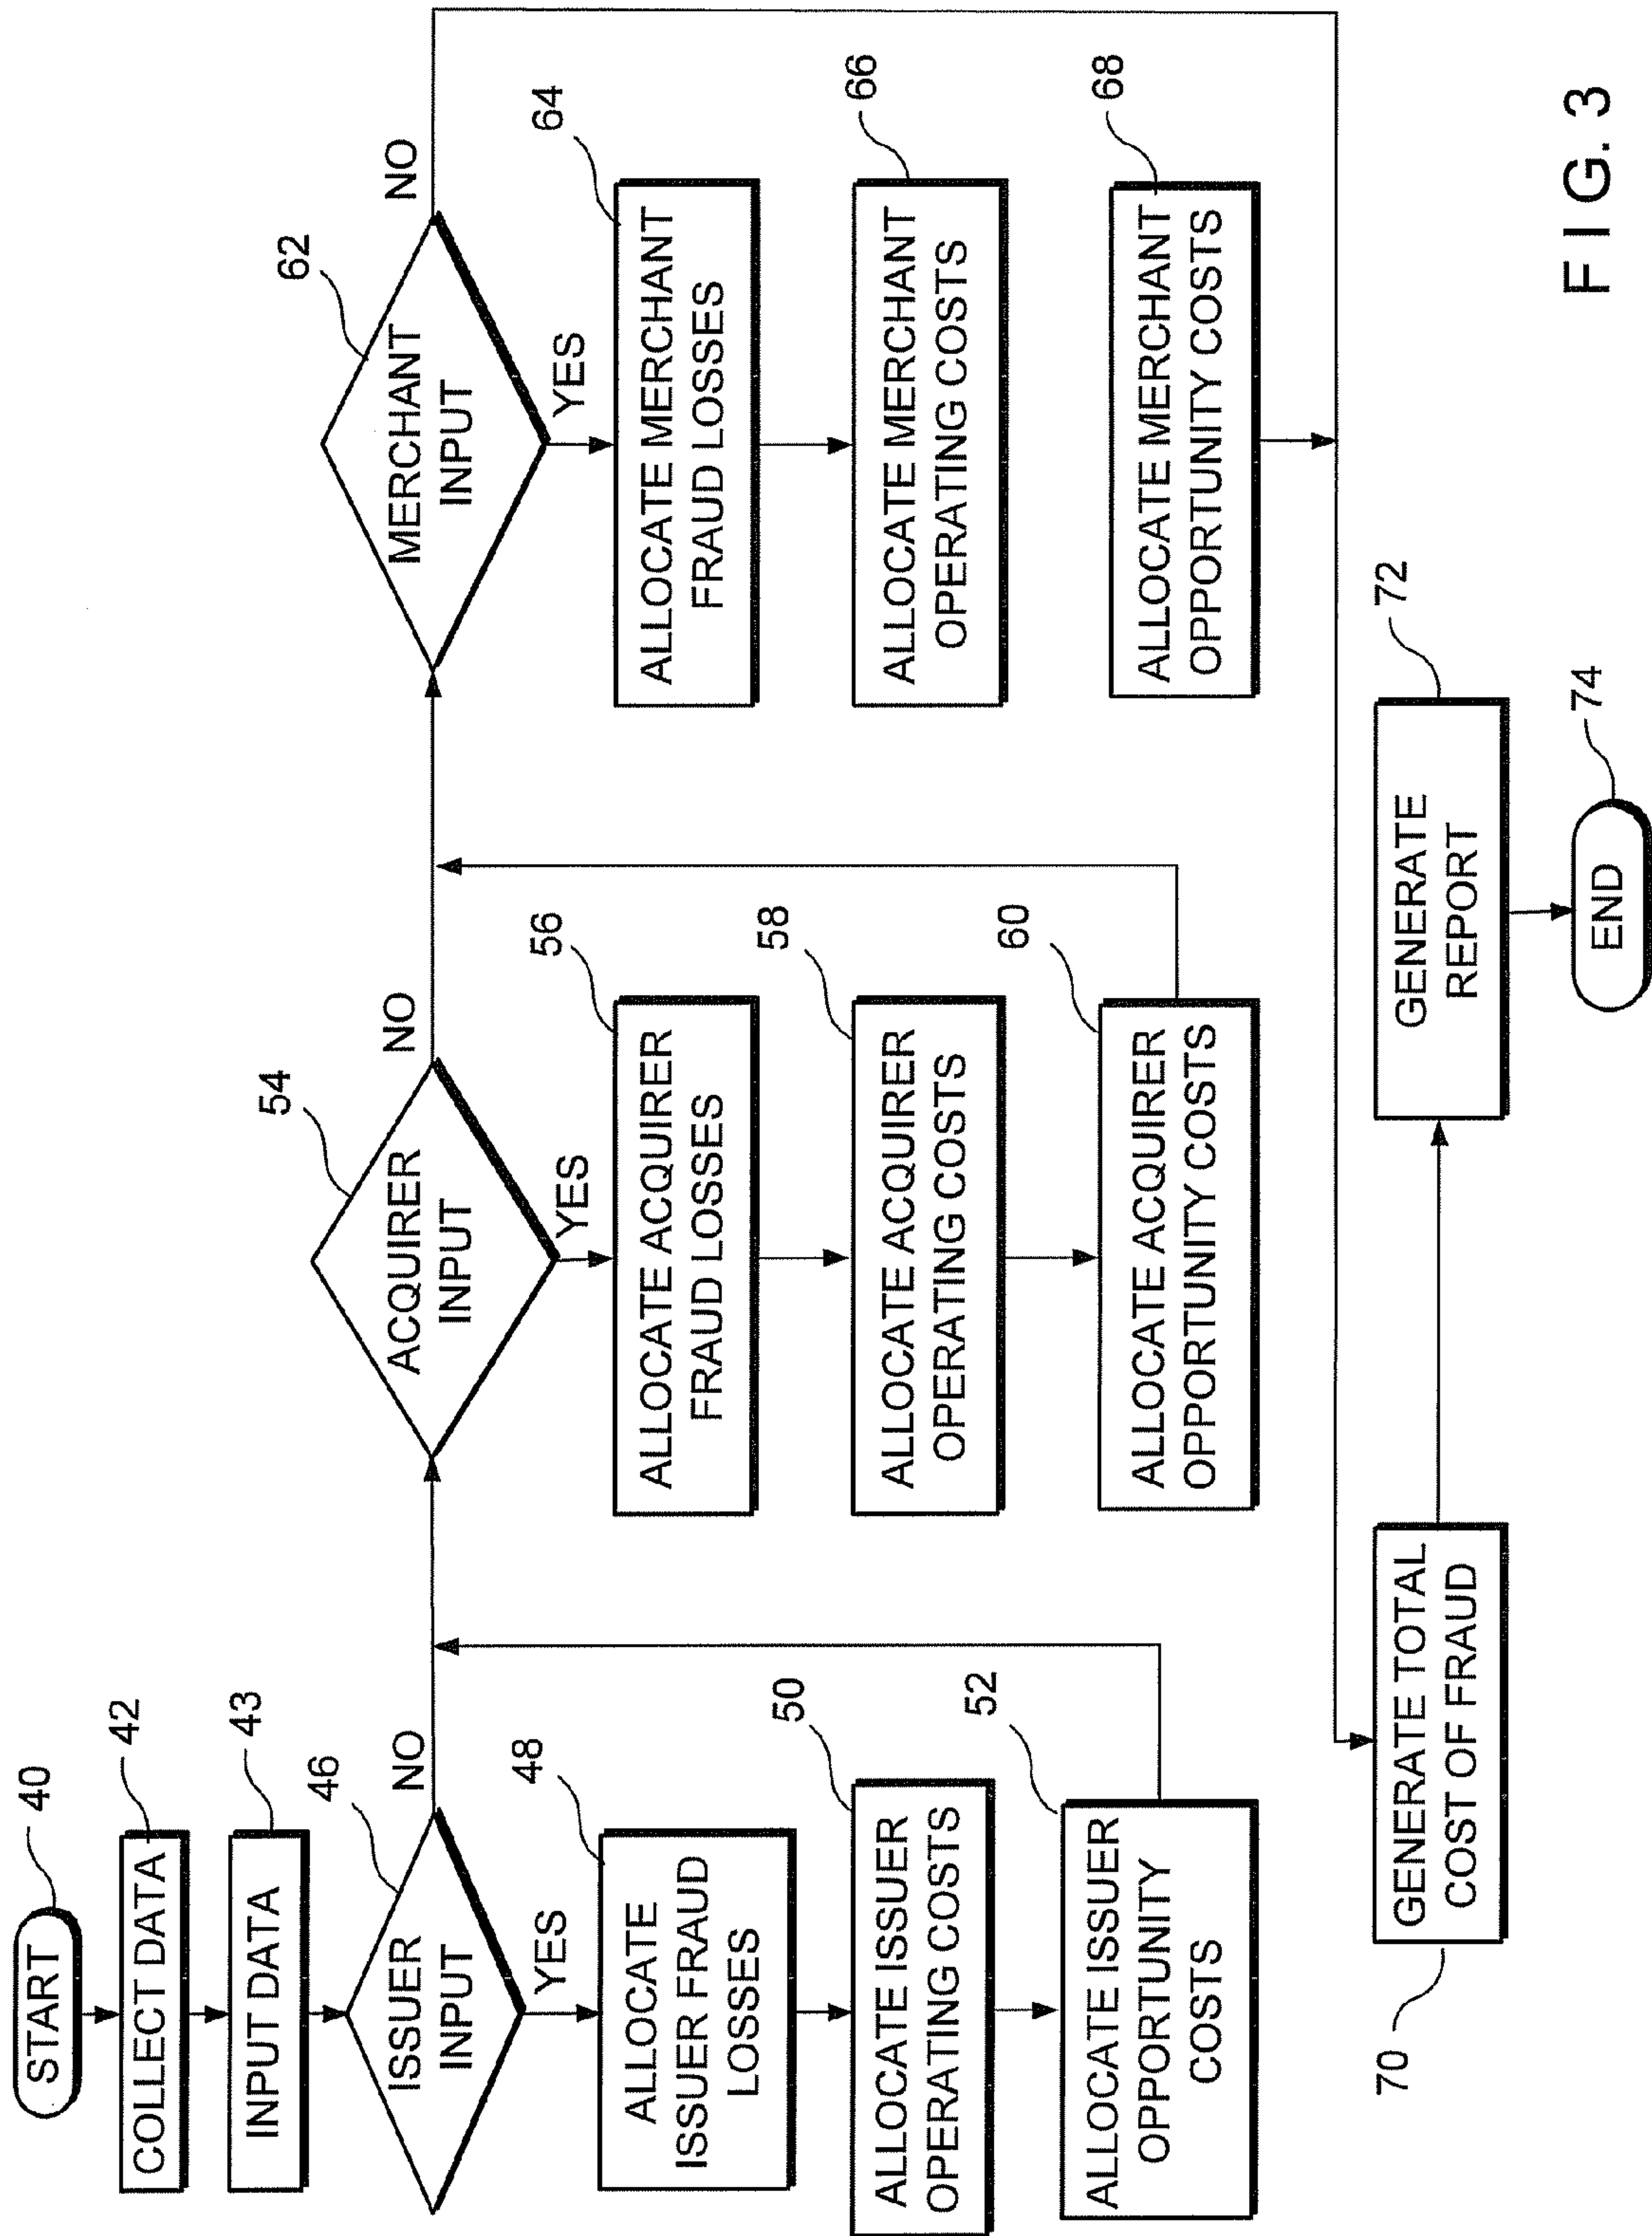 START
40
COLLECT DATA
42
INPUT DATA
43
ISSUER
INPUT
46
NO
YES
ALLOCATE
ISSUER FRAUD
LOSSES
48
ALLOCATE ISSUER
OPERATING COSTS
50
ALLOCATE ISSUER
OPPORTUNITY
COSTS
52
ACQUIRER
INPUT
54
NO
YES
ALLOCATE ACQUIRER
FRAUD LOSSES
56
ALLOCATE ACQUIRER
OPERATING COSTS
58
ALLOCATE ACQUIRER
OPPORTUNITY COSTS
60
MERCHANT
INPUT
62
NO
YES
ALLOCATE MERCHANT
FRAUD LOSSES
64
ALLOCATE MERCHANT
OPERATING COSTS
66
ALLOCATE MERCHANT
OPPORTUNITY COSTS
68
GENERATE TOTAL
COST OF FRAUD
70
GENERATE
REPORT
72
END
74
FIG. 3